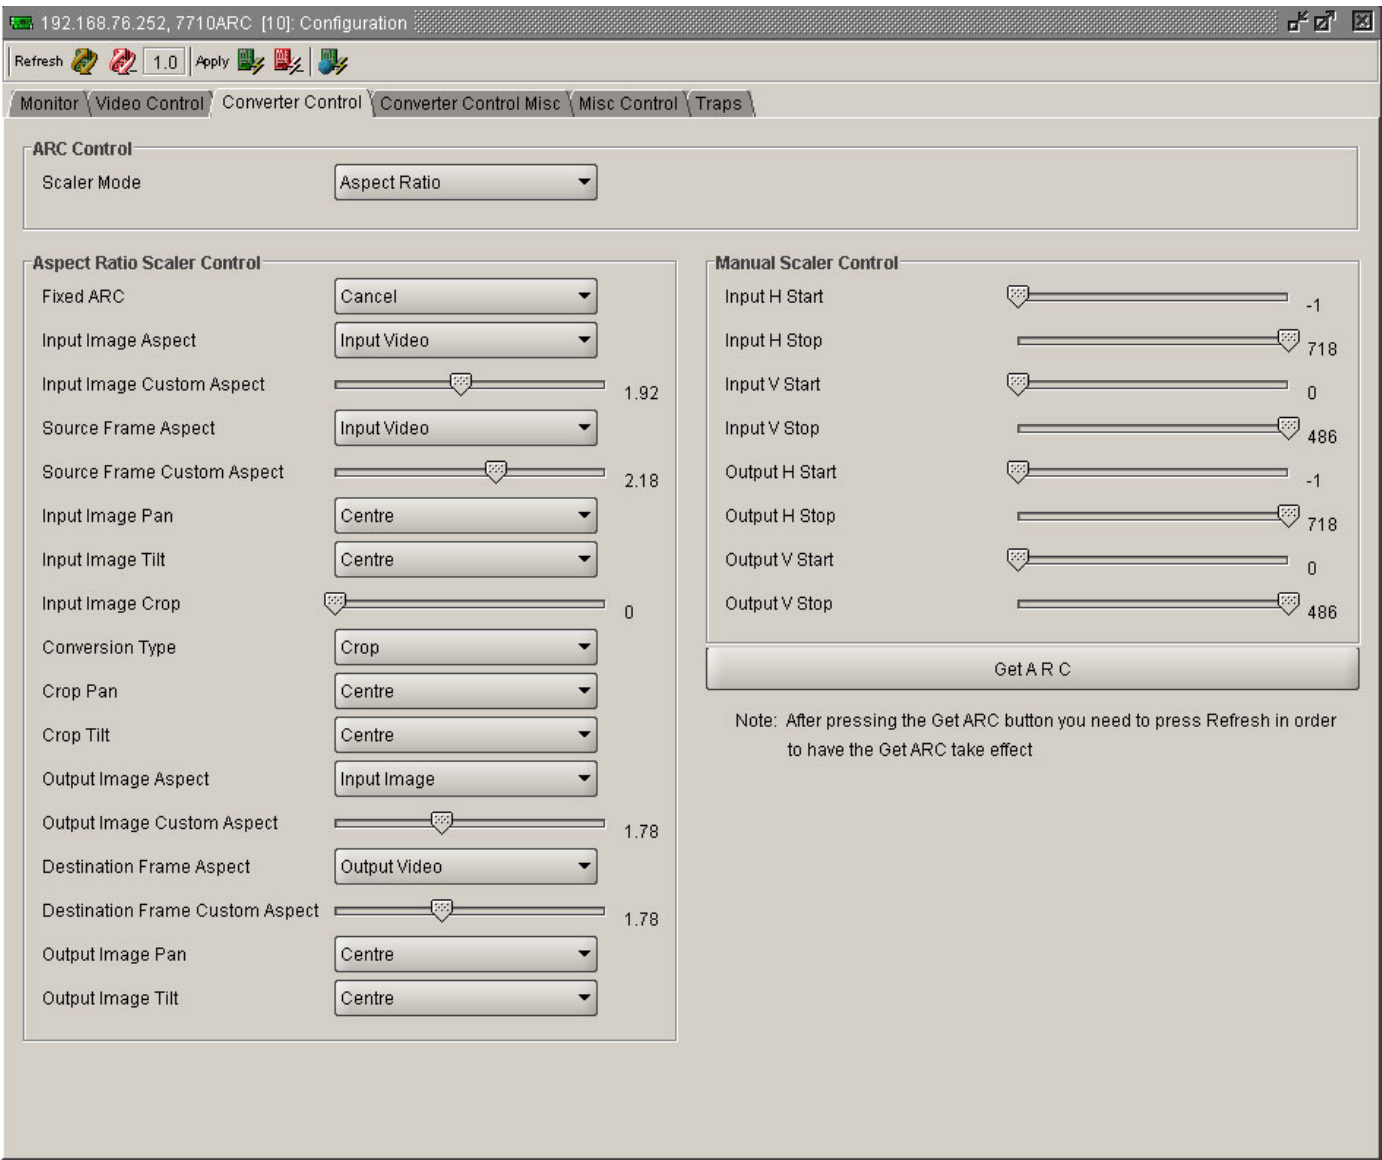 192.168.76.252, 7710ARC [10]: Configuration
Refresh 1.0 Apply
Monitor Video Control Converter Control Converter Control Misc Misc Control Traps
ARC Control
Scaler Mode Aspect Ratio
Aspect Ratio Scaler Control
Fixed ARC Cancel
Input Image Aspect Input Video
Input Image Custom Aspect 1.92
Source Frame Aspect Input Video
Source Frame Custom Aspect 2.18
Input Image Pan Centre
Input Image Tilt Centre
Input Image Crop 0
Conversion Type Crop
Crop Pan Centre
Crop Tilt Centre
Output Image Aspect Input Image
Output Image Custom Aspect 1.78
Destination Frame Aspect Output Video
Destination Frame Custom Aspect 1.78
Output Image Pan Centre
Output Image Tilt Centre
Manual Scaler Control
Input H Start -1
Input H Stop 718
Input V Start 0
Input V Stop 486
Output H Start -1
Output H Stop 718
Output V Start 0
Output V Stop 486
Get A R C
Note: After pressing the Get ARC button you need to press Refresh in order
to have the Get ARC take effect